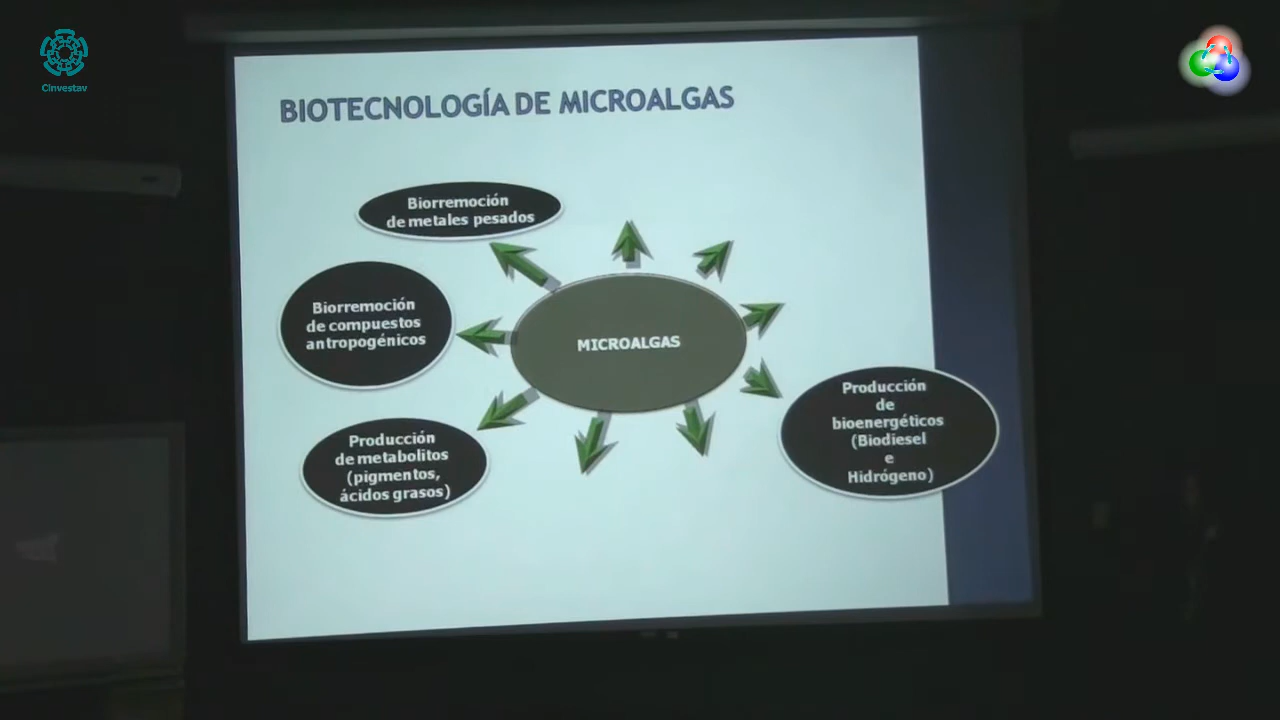 Cinvestav
BIOTECNOLOGÍA DE MICROALGAS
Biorremoción
de metales pesados
Biorremoción
de compuestos
antropogénicos
MICROALGAS
Producción
de metabolitos
(pigmentos,
ácidos grasos)
Producción
de
bioenergéticos
(Biodiesel
e
Hidrógeno)